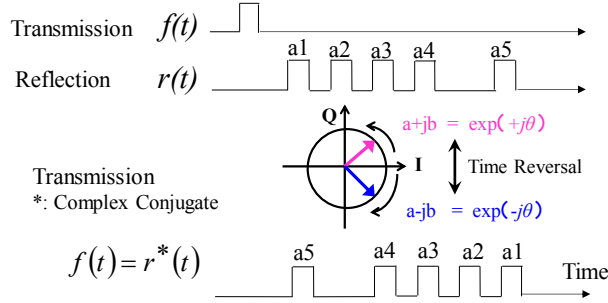 Transmission f(t)
a1 a2 a3 a4 a5
Reflection r(t)
Q
a+jb = exp(+jθ)
I
Time Reversal
a-jb = exp(-jθ)
Transmission
*: Complex Conjugate
a5 a4 a3 a2 a1
f(t)=r*(t)
Time